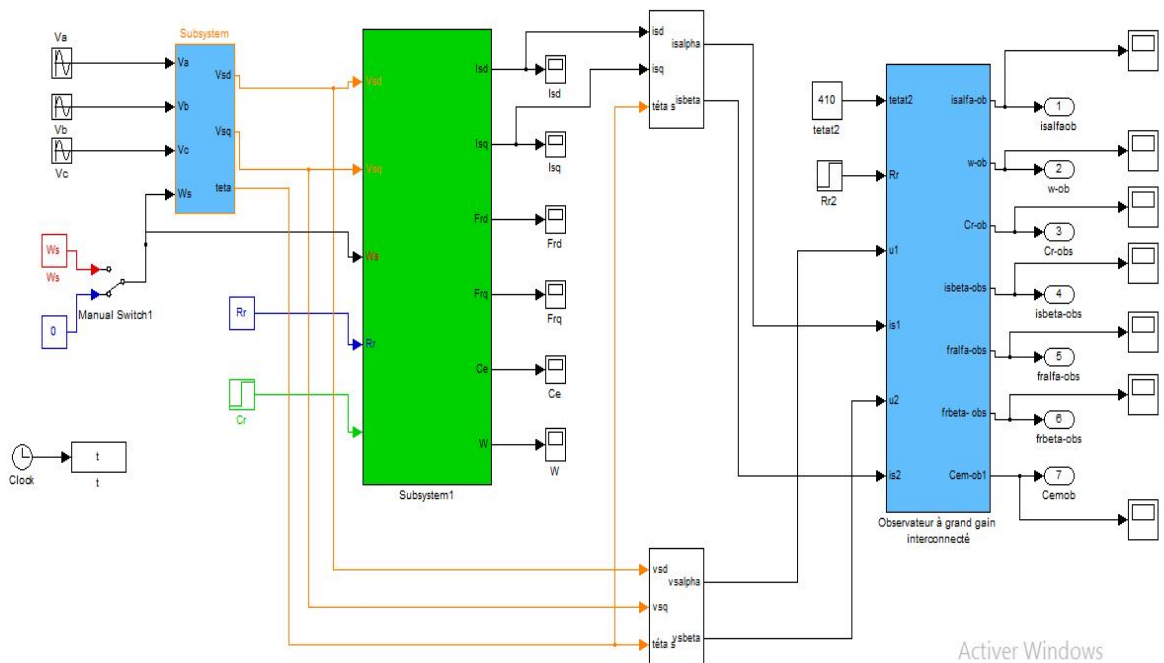 Va
Vb
Vc
Subsystem
Va
Vb
Vc
Ws
Vsd
Vsq
teta
Ws
Ws
0
Manual Switch1
Clock
t
t
Rr
Cr
Vsd
Vsq
Ws
Rr
Isd
Isq
Frd
Frq
Ce
W
Subsystem1
Isd
Isq
Frd
Frq
Ce
W
isd
isq
téta s
isalpha
isbeta
vsd
vsq
téta s
vsalpha
vsbeta
410
tetat2
Rr2
tetat2
Rr
u1
is1
u2
is2
isalfa-ob
w-ob
Cr-ob
isbeta-obs
fralfa-obs
frbeta- obs
Cem-ob1
Observateur à grand gain
interconnecté
1
isalfaob
2
w-ob
3
Cr-obs
4
isbeta-obs
5
fralfa-obs
6
frbeta-obs
7
Cemob
Activer Windows